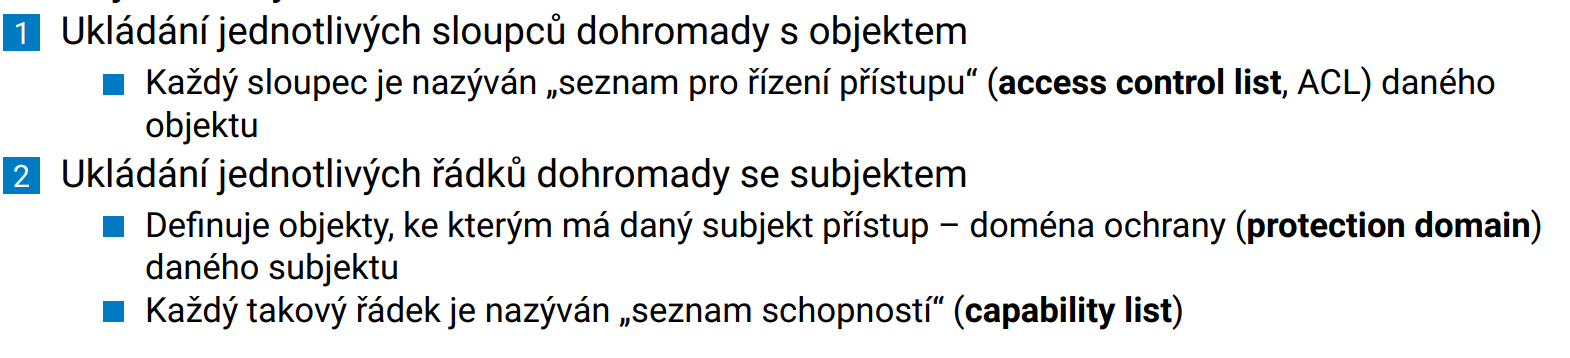 1 Ukládání jednotlivých sloupců dohromady s objektem
Každý sloupec je nazýván „seznam pro řízení přístupu“ (access control list, ACL) daného
objektu
2 Ukládání jednotlivých řádků dohromady se subjektem
Definuje objekty, ke kterým má daný subjekt přístup – doména ochrany (protection domain)
daného subjektu
Každý takový řádek je nazýván „seznam schopností“ (capability list)